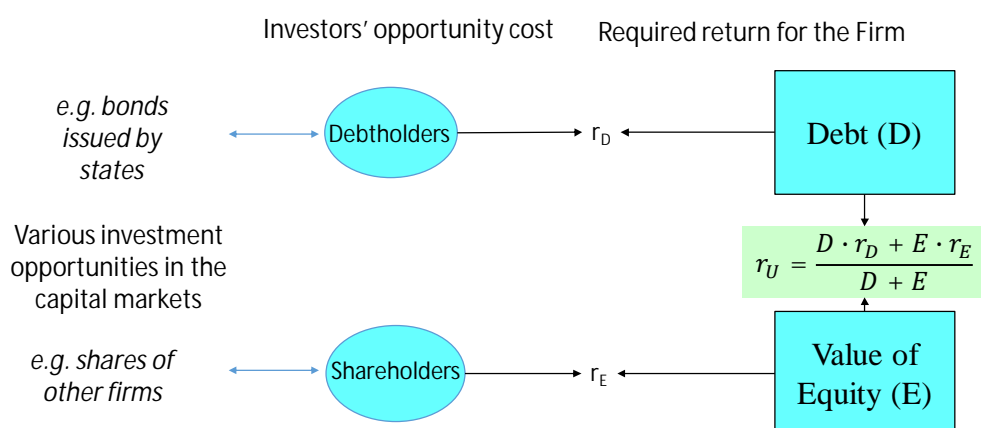 Investors' opportunity cost
Required return for the Firm
e.g. bonds
issued by
states
Debtholders
r_D
Debt (D)
Various investment
opportunities in the
capital markets
r_U = \frac{D · r_D + E · r_E}{D + E}
e.g. shares of
other firms
Shareholders
r_E
Value of
Equity (E)